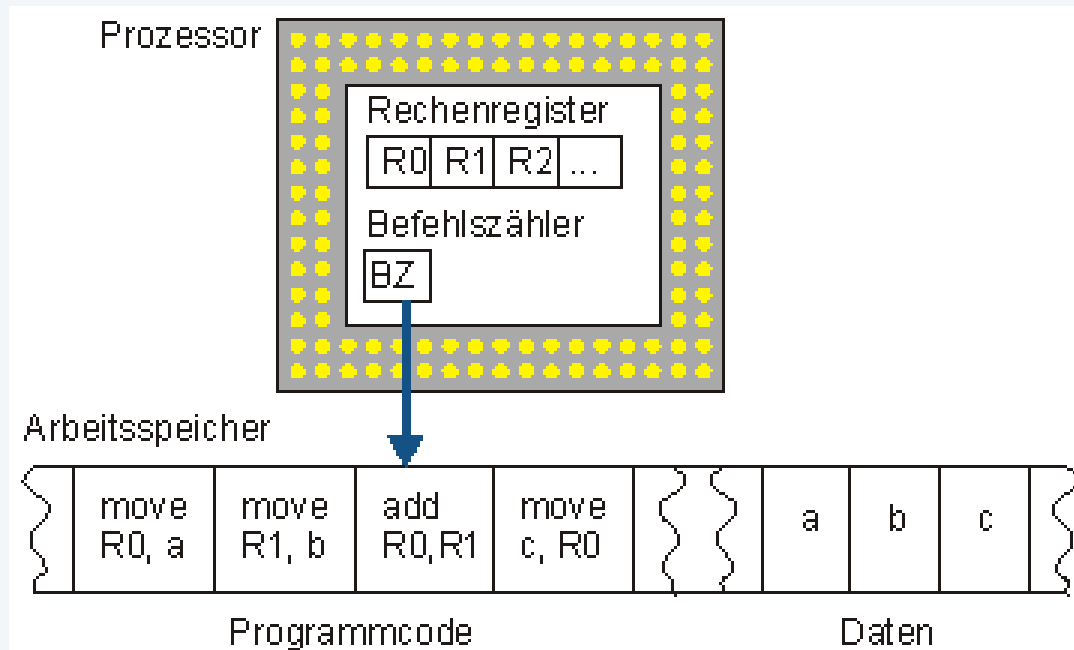 Prozessor
Rechenregister
R0 R1 R2 ...
Befehlszähler
BZ
Arbeitsspeicher
move
R0, a
move
R1, b
add
R0,R1
move
c, R0
a
b
c
Programmcode
Daten